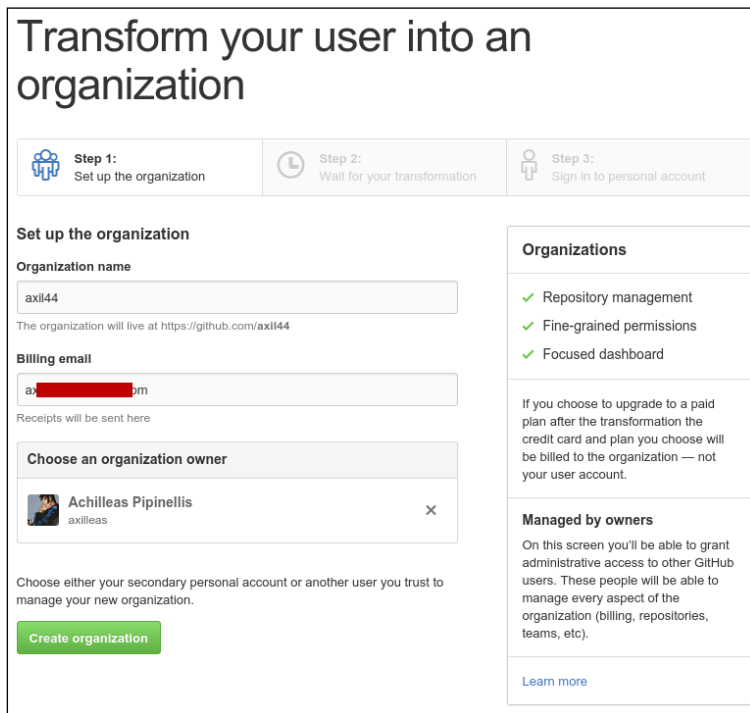 Transform your user into an
organization
Step 1:
Set up the organization
Step 2:
Wait for your transformation
Step 3:
Sign in to personal account
Set up the organization
Organization name
axil44
The organization will live at https://github.com/axil44
Billing email
ax
om
Receipts will be sent here
Choose an organization owner
Achilleas Pipinellis
axilleas
Choose either your secondary personal account or another user you trust to
manage your new organization.
Create organization
Organizations
Repository management
Fine-grained permissions
Focused dashboard
If you choose to upgrade to a paid
plan after the transformation the
credit card and plan you choose will
be billed to the organization — not
your user account.
Managed by owners
On this screen you'll be able to grant
administrative access to other GitHub
users. These people will be able to
manage every aspect of the
organization (billing, repositories,
teams, etc).
Learn more